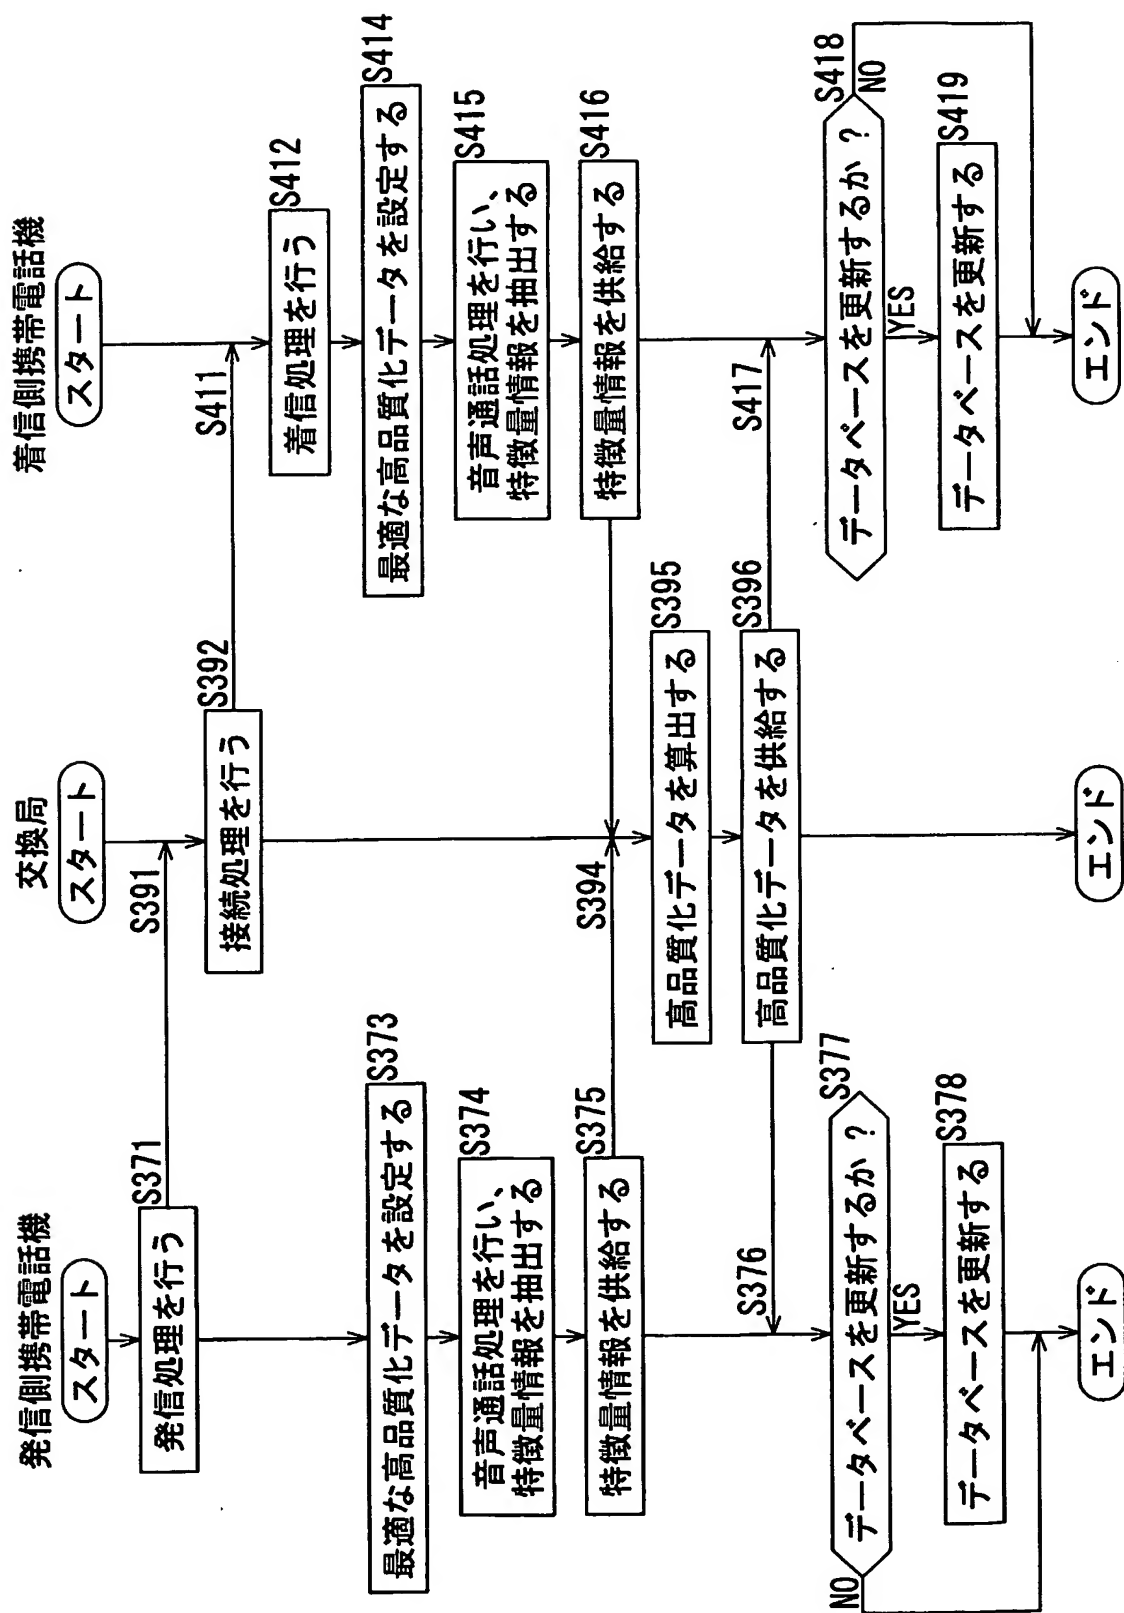 発信側携帯電話機
スタート
発信処理を行う
S371
最適な高品質化データを設定する
S373
音声通話処理を行い、
特徴量情報を抽出する
S374
特徴量情報を供給する
S375
S376
データベースを更新するか?
S377
NO
YES
データベースを更新する
S378
エンド
交換局
スタート
S391
接続処理を行う
S392
S394
高品質化データを算出する
S395
高品質化データを供給する
S396
エンド
着信側携帯電話機
スタート
S411
着信処理を行う
S412
最適な高品質化データを設定する
S414
音声通話処理を行い、
特徴量情報を抽出する
S415
特徴量情報を供給する
S416
S417
データベースを更新するか?
S418
NO
YES
データベースを更新する
S419
エンド